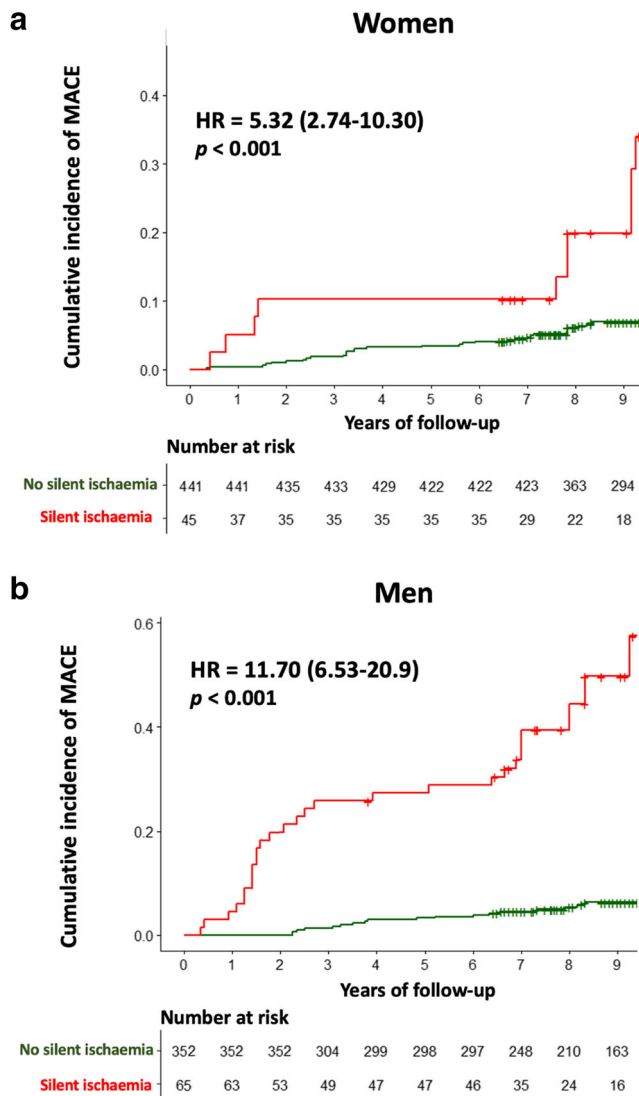 a
Women
Cumulative incidence of MACE
0.4
0.3
0.2
0.1
0.0
HR = 5.32 (2.74-10.30)
p < 0.001
0 1 2 3 4 5 6 7 8 9
Years of follow-up
Number at risk
No silent ischaemia 441 441 435 433 429 422 422 423 363 294
Silent ischaemia 45 37 35 35 35 35 35 29 22 18
b
Men
Cumulative incidence of MACE
0.6
0.4
0.2
0.0
HR = 11.70 (6.53-20.9)
p < 0.001
0 1 2 3 4 5 6 7 8 9
Years of follow-up
Number at risk
No silent ischaemia 352 352 352 304 299 298 297 248 210 163
Silent ischaemia 65 63 53 49 47 47 46 35 24 16